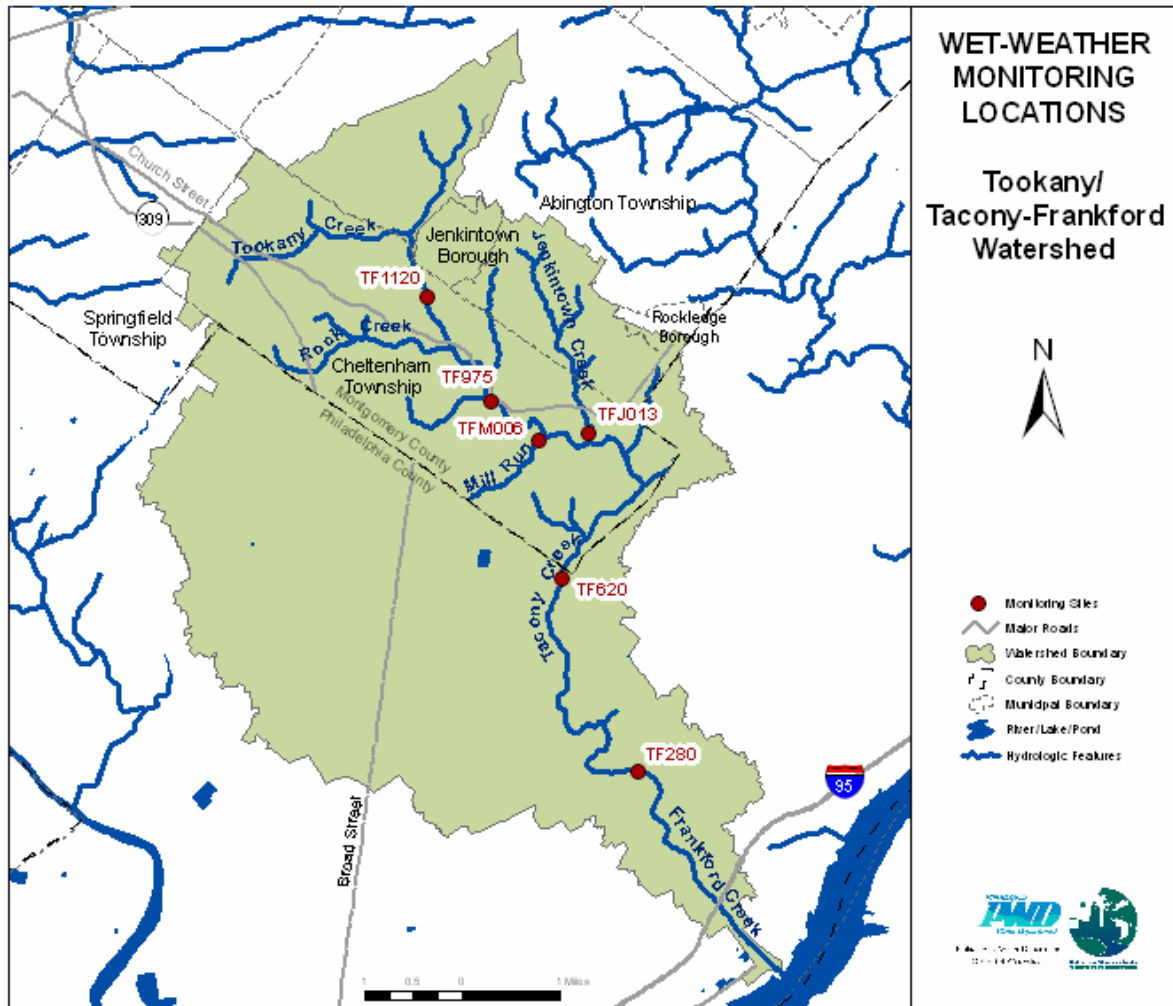 WET-WEATHER
MONITORING
LOCATIONS
Tookany/
Tacony-Frankford
Watershed
Church Street
309
Abington Township
Tookany Creek
Jenkintown
Borough
Jenkintown Creek
TF1120
Springfield
Township
Rock Creek
Rockledge
Borough
Cheltenham
Township
TF975
Montgomery County
Philadelphia County
TFM006
TFJ013
Mill Run
N
Tacony Creek
TF620
TF280
95
Broad Street
Frankford Creek
Monitoring Sites
Major Roads
Watershed Boundary
County Boundary
Municipal Boundary
River/Lake/Pond
Hydrologic Features
PWD
1 0.5 0 1 Miles